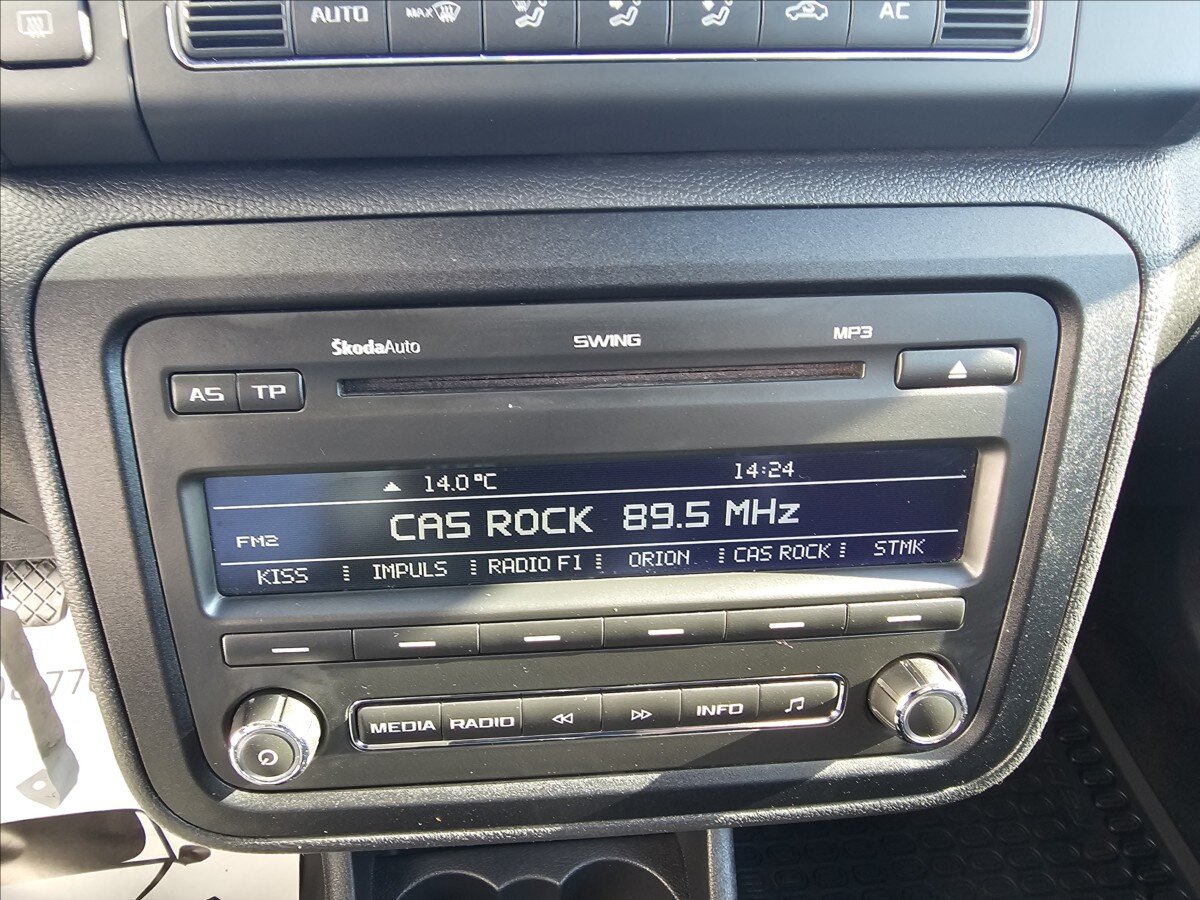 AUTO MAX AC
ŠkodaAuto SWING MP3
AS TP
14.0°C 14:24
FM2 CAS ROCK 89.5 MHz
KISS IMPULS RADIO F1 ORION CAS ROCK STMK
MEDIA RADIO INFO